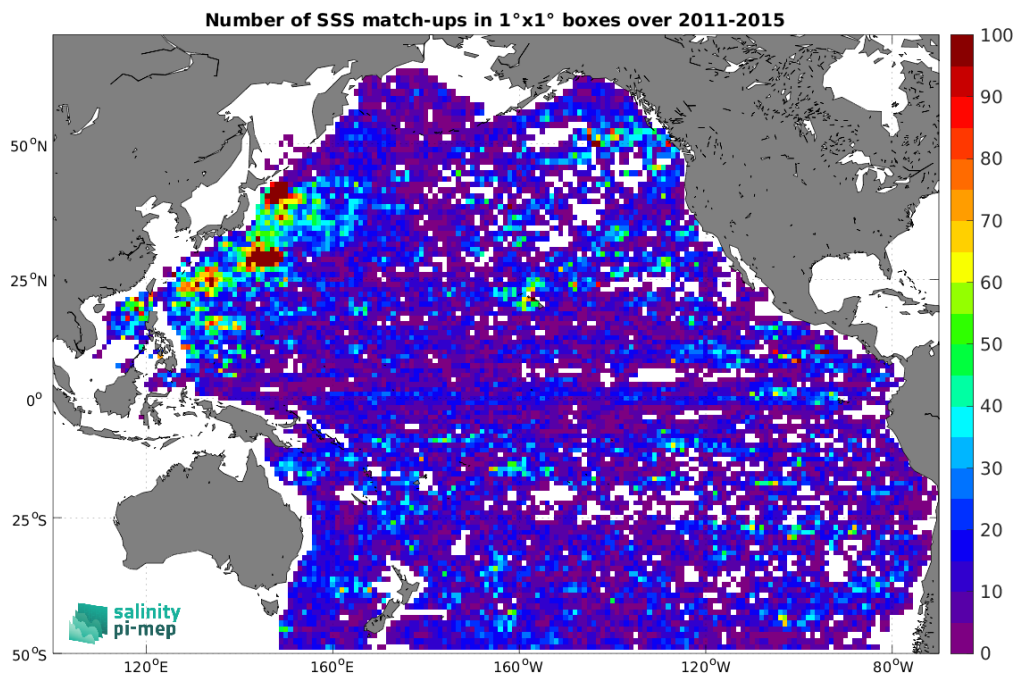 Number of SSS match-ups in 1°x1° boxes over 2011-2015
50°N
25°N
0°
25°S
50°S
120°E
160°E
160°W
120°W
80°W
100
90
80
70
60
50
40
30
20
10
0
salinity
pi-mep